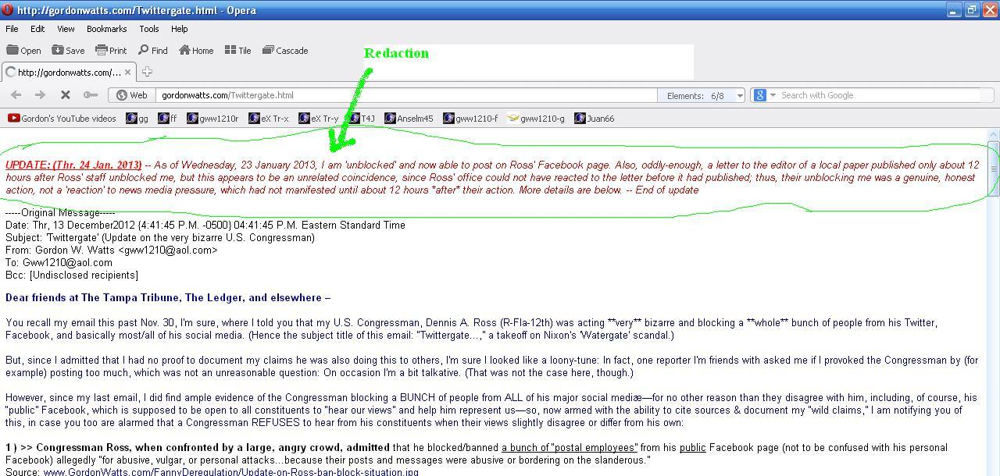 http://gordonwatts.com/Twittergate.html - Opera
File Edit View Bookmarks Tools Help
Redaction
Open Save Print Find Home Tile Cascade
http://gordonwatts.com/...
Web gordonwatts.com/Twittergate.html Elements: 6/8 Search with Google
Gordon's YouTube videos gg ff gww1210r eX Tr-x eX Tr-y T4J Anselm45 gww1210-f gww1210-g Juan66
UPDATE: (Thr. 24 Jan. 2013) -- As of Wednesday, 23 January 2013, I am 'unblocked' and now able to post on Ross' Facebook page. Also, oddly-enough, a letter to the editor of a local paper published only about 12
hours after Ross' staff unblocked me, but this appears to be an unrelated coincidence, since Ross' office could not have reacted to the letter before it had published; thus, their unblocking me was a genuine, honest
action, not a 'reaction' to news media pressure, which had not manifested until about 12 hours *after* their action. More details are below. -- End of update
-----Original Message-----
Date: Thr, 13 December2012 {4:41:45 P.M. -0500} 04:41:45 P.M. Eastern Standard Time
Subject: 'Twittergate' (Update on the very bizarre U.S. Congressman)
From: Gordon W. Watts <gww1210@aol.com>
To: Gww1210@aol.com
Bcc: [Undisclosed recipients]
Dear friends at The Tampa Tribune, The Ledger, and elsewhere –
You recall my email this past Nov. 30, I'm sure, where I told you that my U.S. Congressman, Dennis A. Ross (R-Fla-12th) was acting **very** bizarre and blocking a **whole** bunch of people from his Twitter,
Facebook, and basically most/all of his social media. (Hence the subject title of this email: "Twittergate...," a takeoff on Nixon's 'Watergate' scandal.)
But, since I admitted that I had no proof to document my claims he was also doing this to others, I'm sure I looked like a loony-tune: In fact, one reporter I'm friends with asked me if I provoked the Congressman by (for
example) posting too much, which was not an unreasonable question: On occasion I'm a bit talkative. (That was not the case here, though.)
However, since my last email, I did find ample evidence of the Congressman blocking a BUNCH of people from ALL of his major social mediæ—for no other reason than they disagree with him, including, of course, his
"public" Facebook, which is supposed to be open to all constituents to "hear our views" and help him represent us—so, now armed with the ability to cite sources & document my "wild claims," I am notifying you of
this, in case you too are alarmed that a Congressman REFUSES to hear from his constituents when their views slightly disagree or differ from his own:
1 ) >> Congressman Ross, when confronted by a large, angry crowd, admitted that he blocked/banned a bunch of "postal employees" from his public Facebook page (not to be confused with his personal
Facebook) allegedly "for abusive, vulgar, or personal attacks...because their posts and messages were abusive or bordering on the slanderous."
Source: www.GordonWatts.com/FannyDeregulation/Update-on-Ross-ban-block-situation.jpg